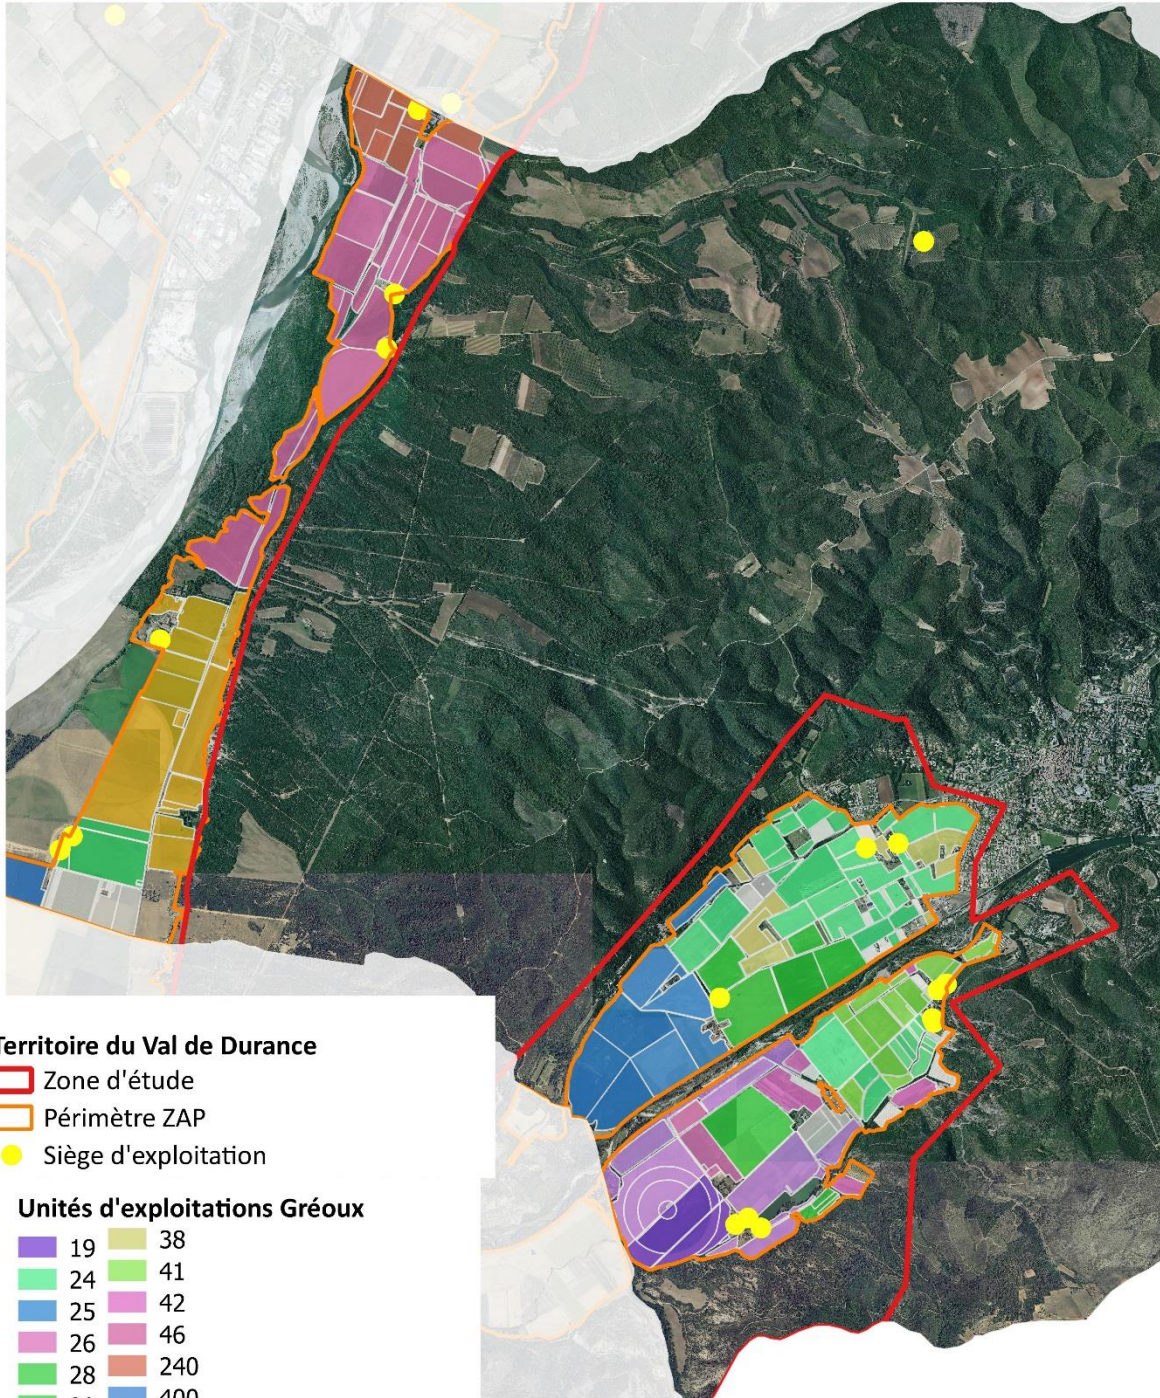 Territoire du Val de Durance
Zone d'étude
Périmètre ZAP
Siège d'exploitation
Unités d'exploitations Gréoux
19
24
25
26
28
38
41
42
46
240
400